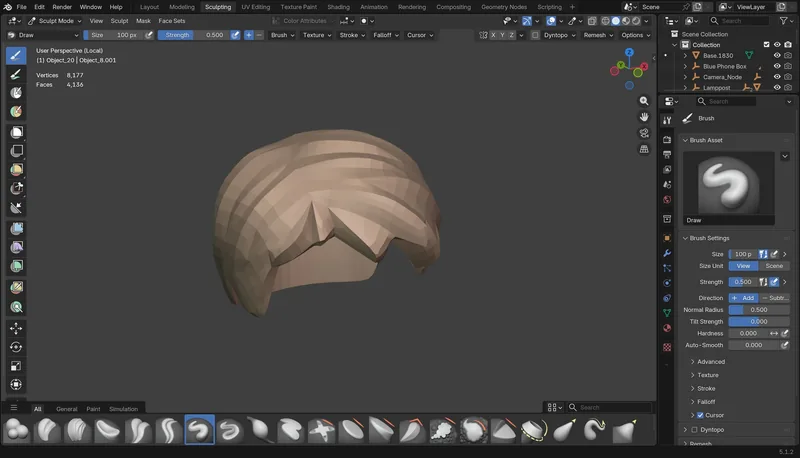 File Edit Render Window Help Layout Modeling Sculpting UV Editing Texture Paint Shading Animation Rendering Compositing Geometry Nodes Scripting + Scene ViewLayer
Sculpt Mode View Sculpt Mask Face Sets Color Attributes Search
Draw Size 100 px Strength 0.500 Brush Texture Stroke Falloff Cursor X Y Z Dyntopo Remesh Options
User Perspective (Local)
(1) Object_20 | Object_8.001
Vertices 8,177
Faces 4,136
Scene Collection
Collection
Base.1830
Blue Phone Box
Camera_Node
Lamppost
Search
Brush
Brush Asset
Draw
Brush Settings
Size 100 p
Size Unit View Scene
Strength 0.500
Direction Add Subtr...
Normal Radius 0.500
Tilt Strength 0.000
Hardness 0.000
Auto-Smooth 0.000
Advanced
Texture
Stroke
Falloff
Cursor
Dyntopo
Remesh
All General Paint Simulation Search
5.1.2